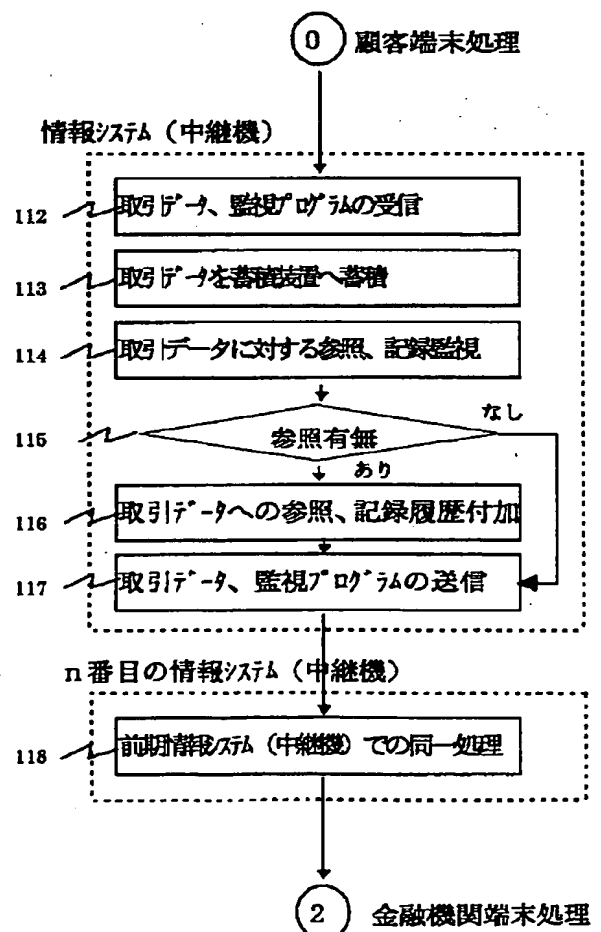 0 顧客端末処理
情報システム（中継機）
112 取引データ、監視プログラムの受信
113 取引データを蓄積装置へ蓄積
114 取引データに対する参照、記録監視
なし
115 参照有無
あり
116 取引データへの参照、記録履歴付加
117 取引データ、監視プログラムの送信
n番目の情報システム（中継機）
118 前期情報システム（中継機）での同一処理
2 金融機関端末処理